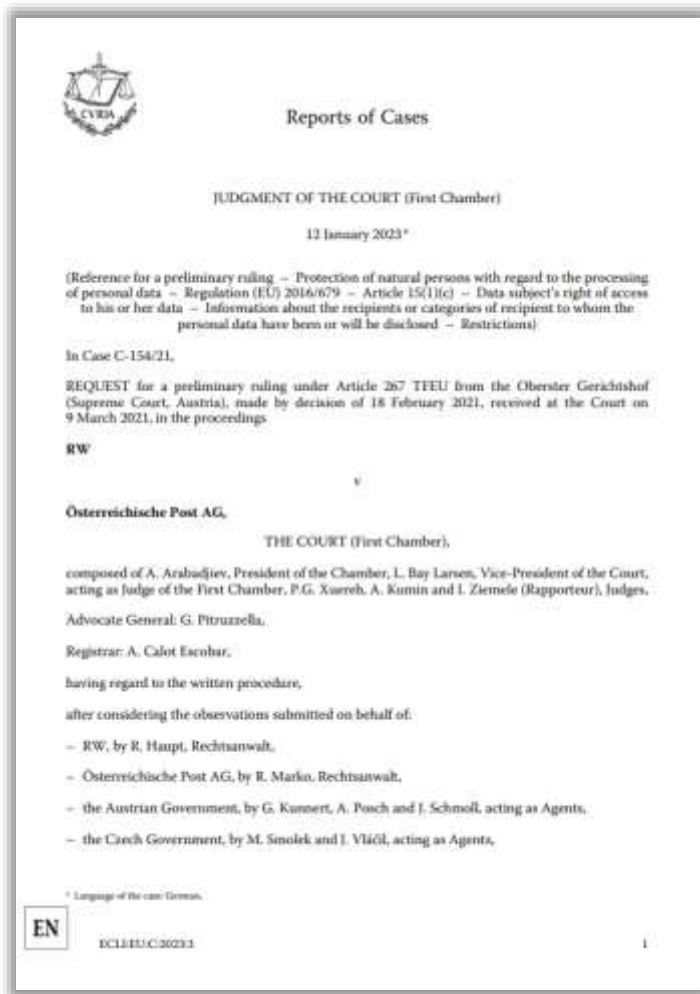 CVRIA
Reports of Cases
JUDGMENT OF THE COURT (First Chamber)
12 January 2023*
(Reference for a preliminary ruling – Protection of natural persons with regard to the processing
of personal data – Regulation (EU) 2016/679 – Article 15(1)(c) – Data subject's right of access
to his or her data – Information about the recipients or categories of recipient to whom the
personal data have been or will be disclosed – Restrictions)
In Case C-154/21,
REQUEST for a preliminary ruling under Article 267 TFEU from the Oberster Gerichtshof
(Supreme Court, Austria), made by decision of 18 February 2021, received at the Court on
9 March 2021, in the proceedings
RW
v
Österreichische Post AG,
THE COURT (First Chamber),
composed of A. Arabadjiev, President of the Chamber, L. Bay Larsen, Vice-President of the Court,
acting as Judge of the First Chamber, P.G. Xuereb, A. Kumin and I. Ziemele (Rapporteur), Judges,
Advocate General: G. Pitruzzella,
Registrar: A. Calot Escobar,
having regard to the written procedure,
after considering the observations submitted on behalf of:
– RW, by R. Haupt, Rechtsanwalt,
– Österreichische Post AG, by R. Marko, Rechtsanwalt,
– the Austrian Government, by G. Kunnert, A. Posch and J. Schmoll, acting as Agents,
– the Czech Government, by M. Smolek and J. Vláčil, acting as Agents,
* Language of the case: German.
EN
ECLI:EU:C:2023:3 1